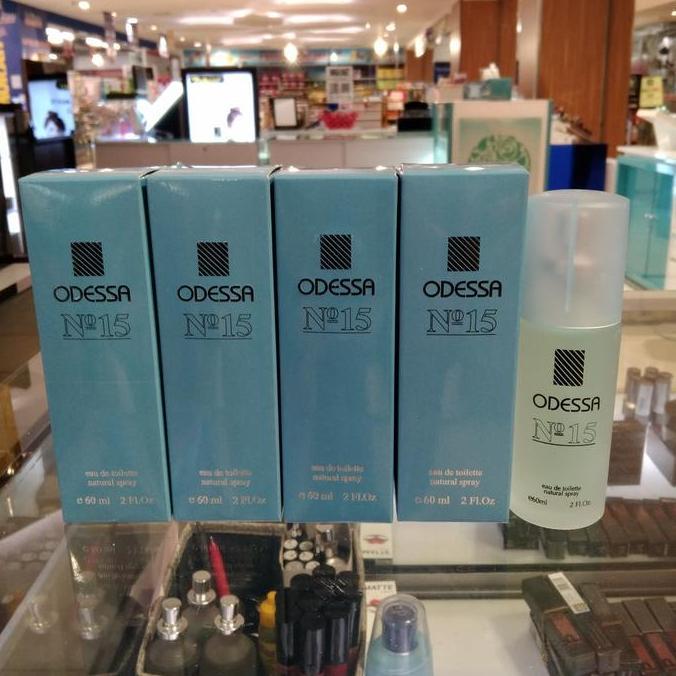 ODESSA
Nº15
eau de toilette
natural spray
e 60 ml 2 Fl.Oz
ODESSA
Nº15
eau de toilette
natural spray
e 60 ml 2 Fl.Oz
ODESSA
Nº15
eau de toilette
natural spray
e 60 ml 2 Fl.Oz
ODESSA
Nº15
eau de toilette
natural spray
e 60 ml 2 Fl.Oz
ODESSA
Nº15
eau de toilette
natural spray
e60ml 2 Fl.Oz
MATTE